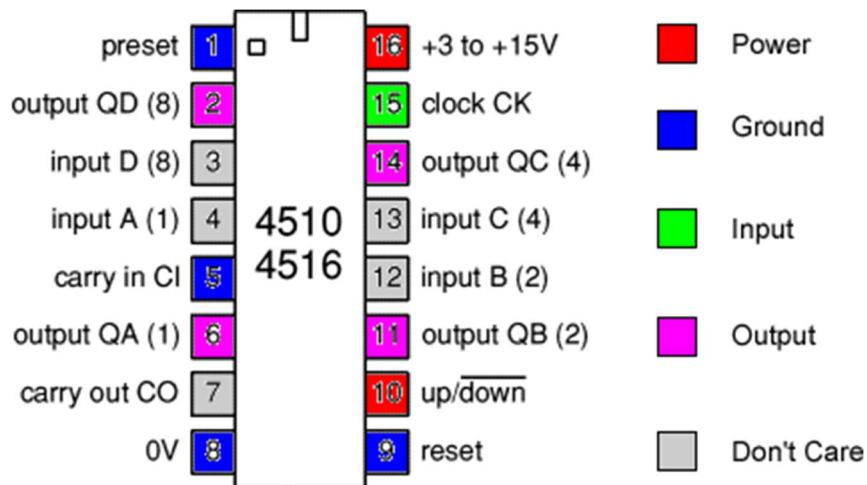 preset 1 16 +3 to +15V
output QD (8) 2 15 clock CK
input D (8) 3 14 output QC (4)
input A (1) 4 13 input C (4)
carry in CI 5 12 input B (2)
output QA (1) 6 11 output QB (2)
carry out CO 7 10 up/down
0V 8 9 reset
4510
4516
Power
Ground
Input
Output
Don't Care